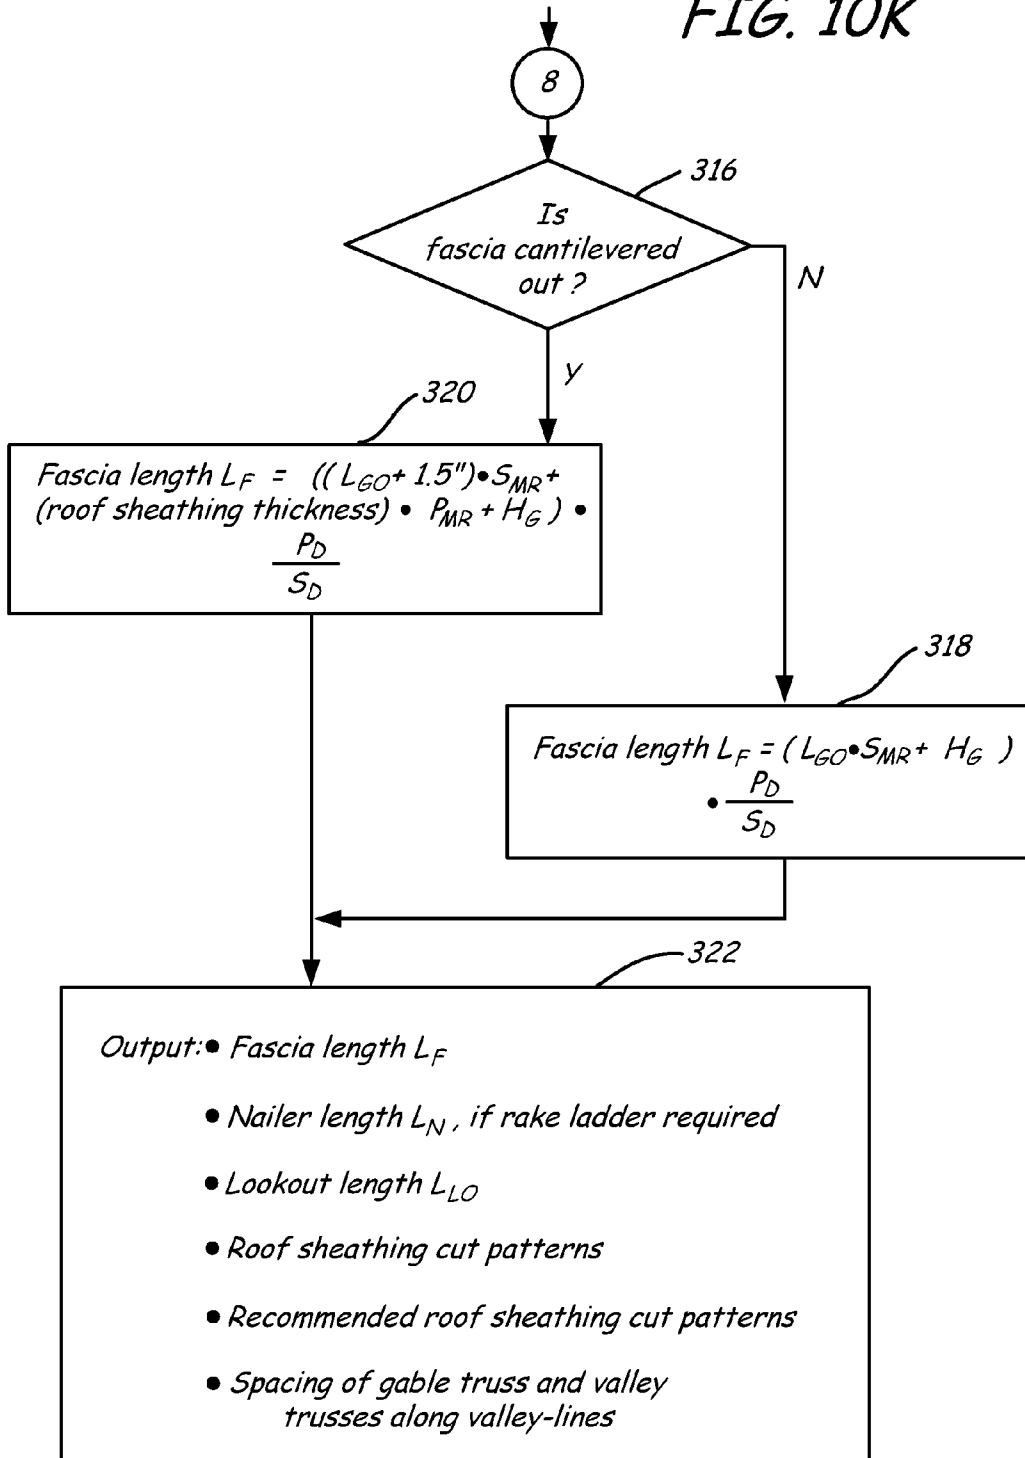 FIG. 10K
8
316
Is
fascia cantilevered
out ?
N
Y
320
Fascia length L_F = (( L_GO + 1.5")•S_MR +
(roof sheathing thickness) • P_MR + H_G ) •
P_D
S_D
318
Fascia length L_F = ( L_GO•S_MR + H_G )
• P_D
S_D
322
Output: • Fascia length L_F
• Nailer length L_N , if rake ladder required
• Lookout length L_LO
• Roof sheathing cut patterns
• Recommended roof sheathing cut patterns
• Spacing of gable truss and valley
trusses along valley-lines